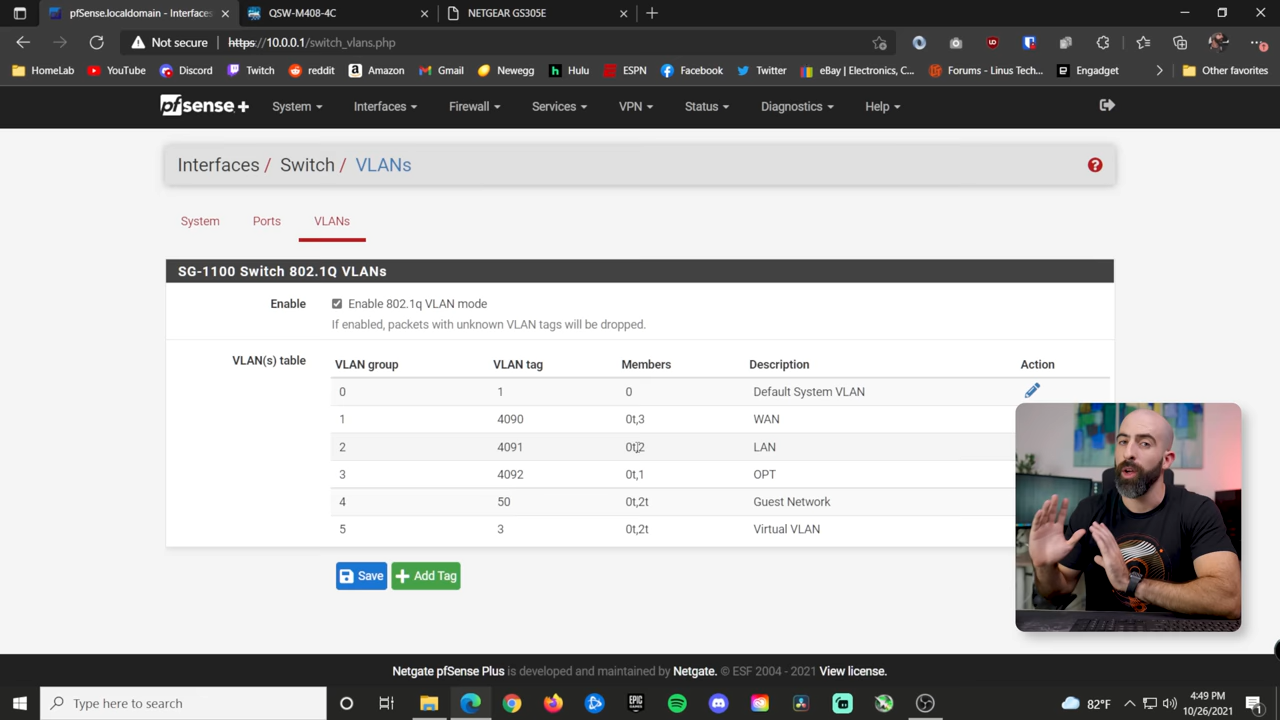 pfSense.localdomain - Interfaces
QSW-M408-4C
NETGEAR GS305E
Not secure
https://10.0.0.1/switch_vlans.php
HomeLab
YouTube
Discord
Twitch
reddit
Amazon
Gmail
Newegg
Hulu
ESPN
Facebook
Twitter
eBay | Electronics, C...
Forums - Linus Tech...
Engadget
Other favorites
pfsense+
System
Interfaces
Firewall
Services
VPN
Status
Diagnostics
Help
Interfaces / Switch / VLANs
System
Ports
VLANs
SG-1100 Switch 802.1Q VLANs
Enable
Enable 802.1q VLAN mode
If enabled, packets with unknown VLAN tags will be dropped.
VLAN(s) table
VLAN group VLAN tag Members Description Action
0 1 0 Default System VLAN
1 4090 0t,3 WAN
2 4091 0t,2 LAN
3 4092 0t,1 OPT
4 50 0t,2t Guest Network
5 3 0t,2t Virtual VLAN
Save
Add Tag
Netgate pfSense Plus is developed and maintained by Netgate. © ESF 2004 - 2021 View license.
Type here to search
EPIC GAMES
82°F
4:49 PM
10/26/2021